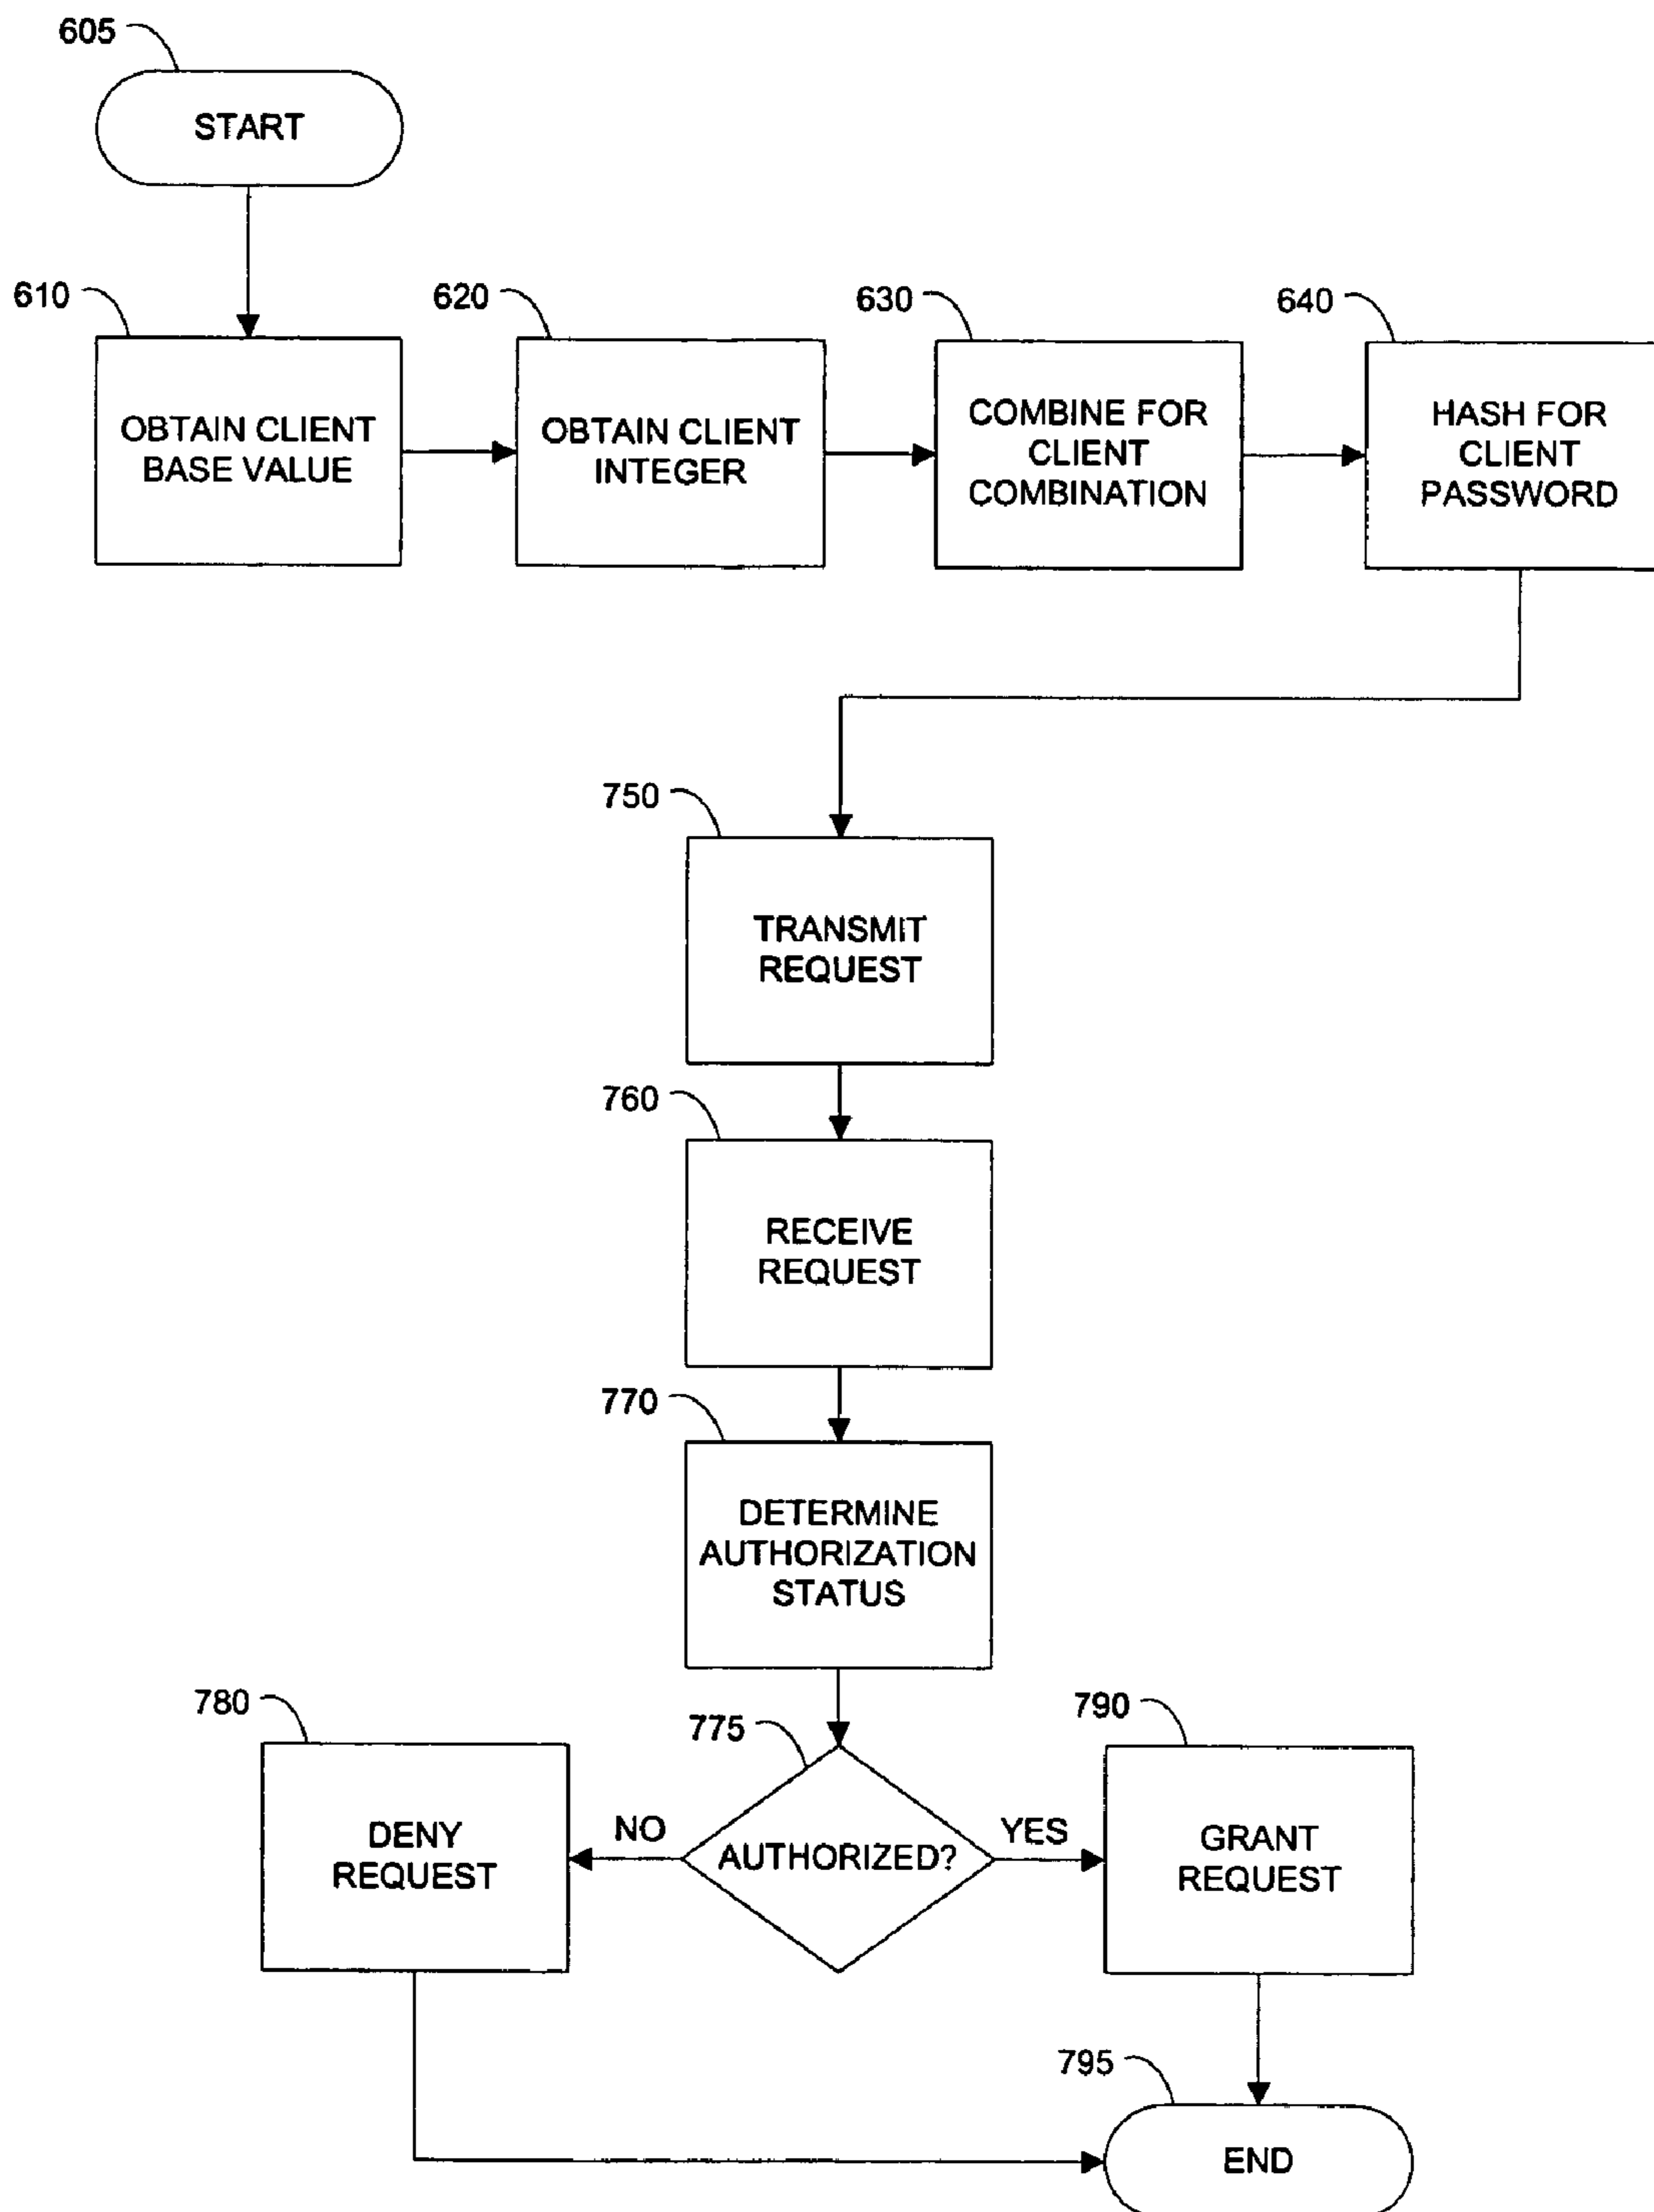 605
START
610
OBTAIN CLIENT
BASE VALUE
620
OBTAIN CLIENT
INTEGER
630
COMBINE FOR
CLIENT
COMBINATION
640
HASH FOR
CLIENT
PASSWORD
750
TRANSMIT
REQUEST
760
RECEIVE
REQUEST
770
DETERMINE
AUTHORIZATION
STATUS
780
DENY
REQUEST
NO
775
AUTHORIZED?
YES
790
GRANT
REQUEST
795
END